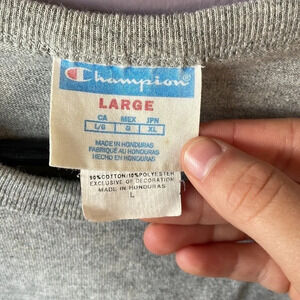 Champion
LARGE
CA MEX JPN
L/G G XL
MADE IN HONDURAS
FABRIQUÉ AU HONDURAS
HECHO EN HONDURAS
90% COTTON/10% POLYESTER
EXCLUSIVE OF DECORATION
MADE IN HONDURAS
L